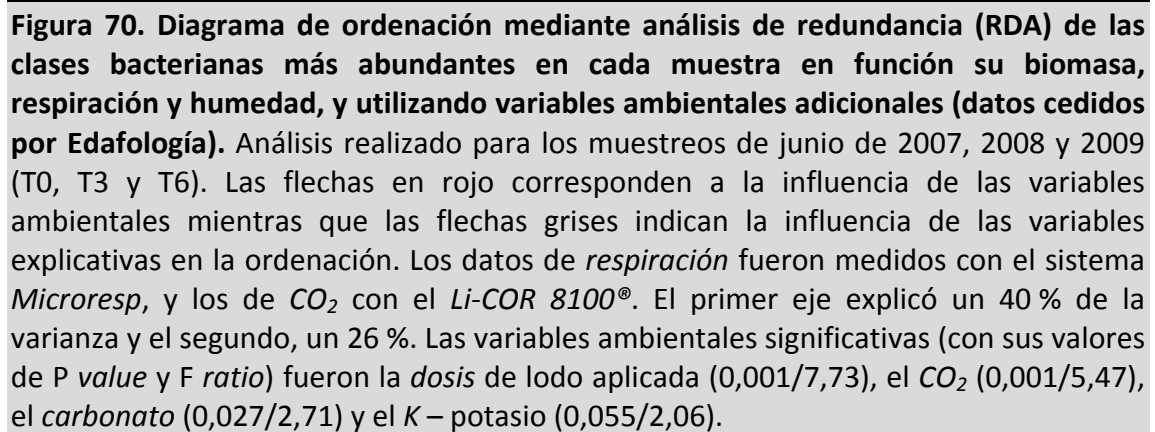 Figura 70. Diagrama de ordenación mediante análisis de redundancia (RDA) de las
clases bacterianas más abundantes en cada muestra en función su biomasa,
respiración y humedad, y utilizando variables ambientales adicionales (datos cedidos
por Edafología). Análisis realizado para los muestreos de junio de 2007, 2008 y 2009
(T0, T3 y T6). Las flechas en rojo corresponden a la influencia de las variables
ambientales mientras que las flechas grises indican la influencia de las variables
explicativas en la ordenación. Los datos de respiración fueron medidos con el sistema
Microresp, y los de CO₂ con el Li-COR 8100®. El primer eje explicó un 40 % de la
varianza y el segundo, un 26 %. Las variables ambientales significativas (con sus valores
de P value y F ratio) fueron la dosis de lodo aplicada (0,001/7,73), el CO₂ (0,001/5,47),
el carbonato (0,027/2,71) y el K – potasio (0,055/2,06).